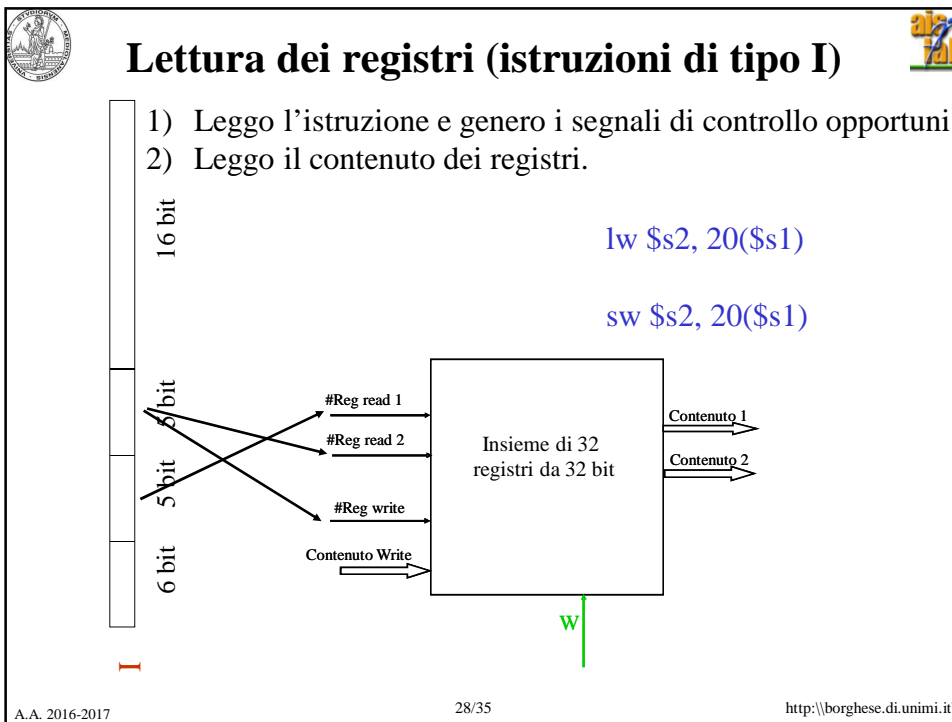 Lettura dei registri (istruzioni di tipo I)
1) Leggo l’istruzione e genero i segnali di controllo opportuni
2) Leggo il contenuto dei registri.
16 bit
lw $s2, 20($s1)
sw $s2, 20($s1)
5 bit
#Reg read 1
Contenuto 1
#Reg read 2
Insieme di 32
registri da 32 bit
Contenuto 2
5 bit
#Reg write
Contenuto Write
6 bit
W
I
A.A. 2016-2017
28/35
http:\\borghese.di.unimi.it